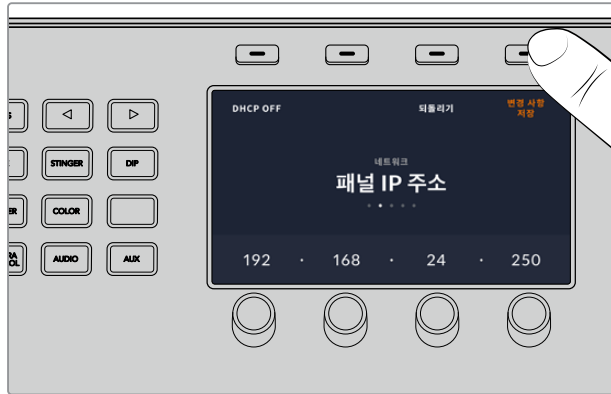 DHCP OFF
되돌리기
변경 사항
저장
네트워크
패널 IP 주소
192 · 168 · 24 · 250
STINGER
DIP
COLOR
AUDIO
AUX